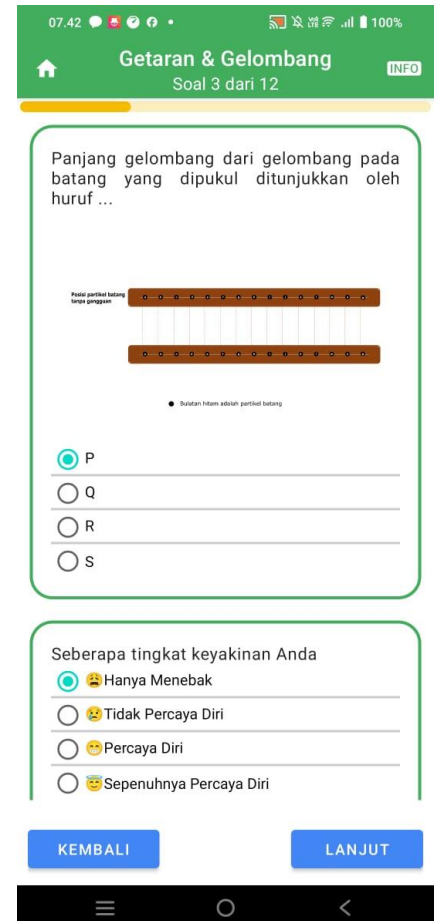 07.42 100%
Getaran & Gelombang
INFO
Soal 3 dari 12
Panjang gelombang dari gelombang pada
batang yang dipukul ditunjukkan oleh
huruf ...
Posisi partikel batang
tanpa gangguan
Bulatan hitam adalah partikel batang
P
Q
R
S
Seberapa tingkat keyakinan Anda
Hanya Menebak
Tidak Percaya Diri
Percaya Diri
Sepenuhnya Percaya Diri
KEMBALI
LANJUT